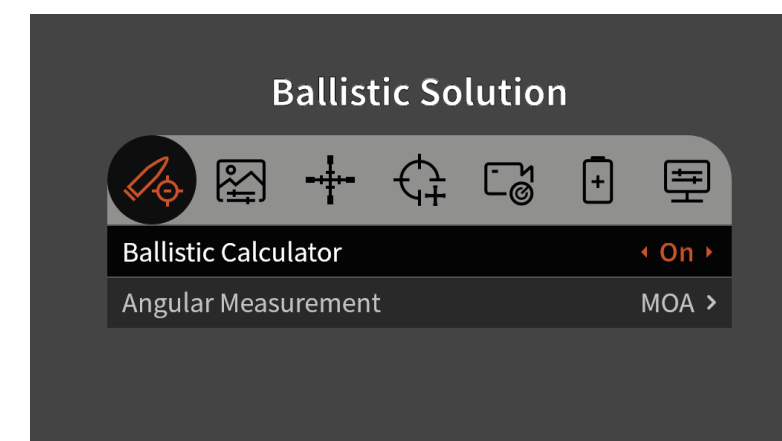 Ballistic Solution
Ballistic Calculator On
Angular Measurement MOA